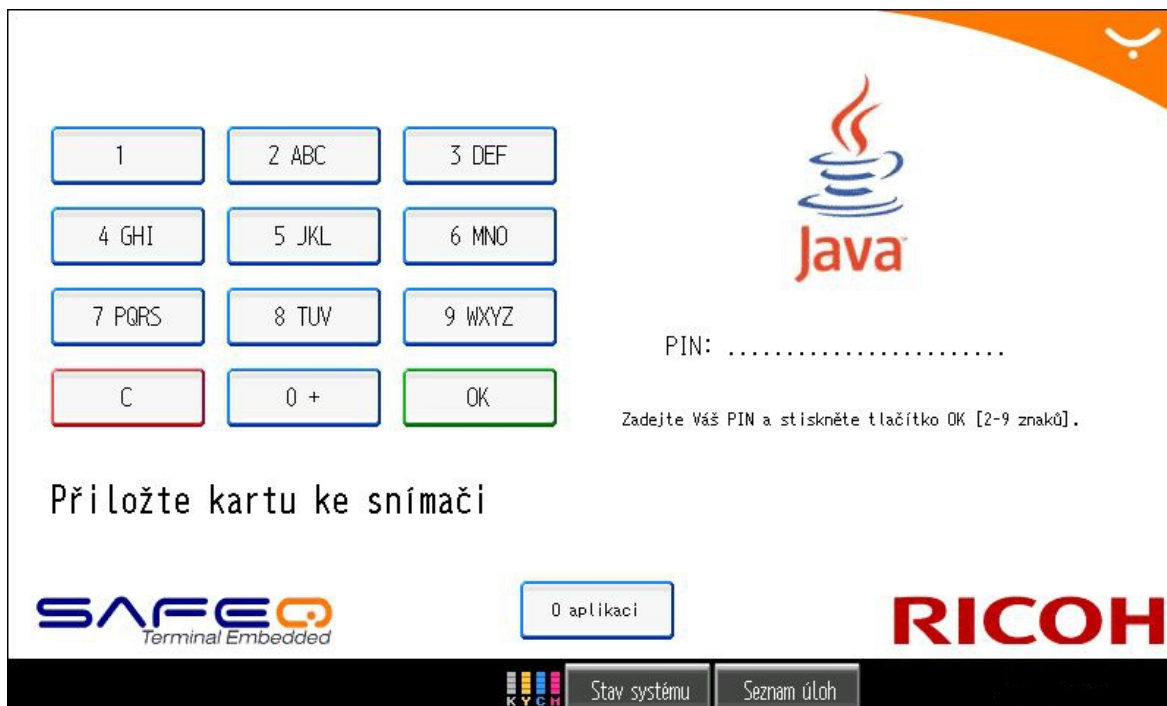 1
2 ABC
3 DEF
4 GHI
5 JKL
6 MNO
7 PQRS
8 TUV
9 WXYZ
C
0 +
OK
Java™
PIN: ........................
Zadejte Váš PIN a stiskněte tlačítko OK [2-9 znaků].
Přiložte kartu ke snímači
SAFEQ
Terminal Embedded
O aplikaci
RICOH
K Y C M
Stav systému
Seznam úloh